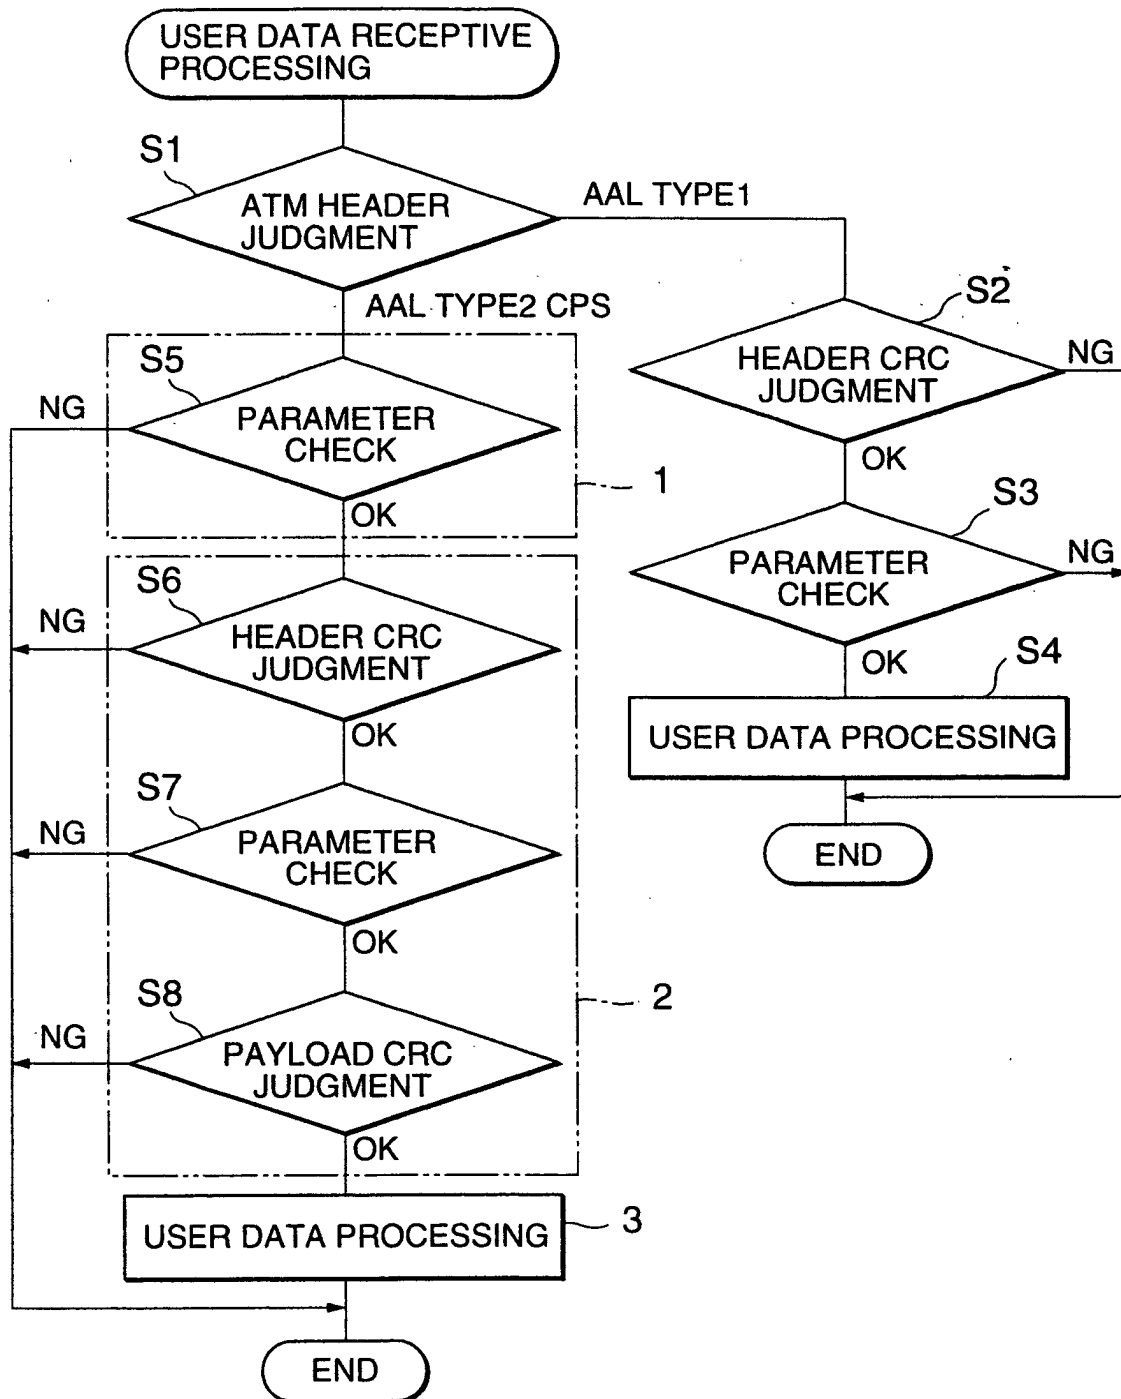 USER DATA RECEPTIVE
PROCESSING
S1
ATM HEADER
JUDGMENT
AAL TYPE1
AAL TYPE2 CPS
S2
HEADER CRC
JUDGMENT
NG
OK
S3
PARAMETER
CHECK
NG
OK
S4
USER DATA PROCESSING
END
S5
NG
PARAMETER
CHECK
OK
1
S6
NG
HEADER CRC
JUDGMENT
OK
S7
NG
PARAMETER
CHECK
OK
S8
NG
PAYLOAD CRC
JUDGMENT
OK
2
USER DATA PROCESSING
3
END